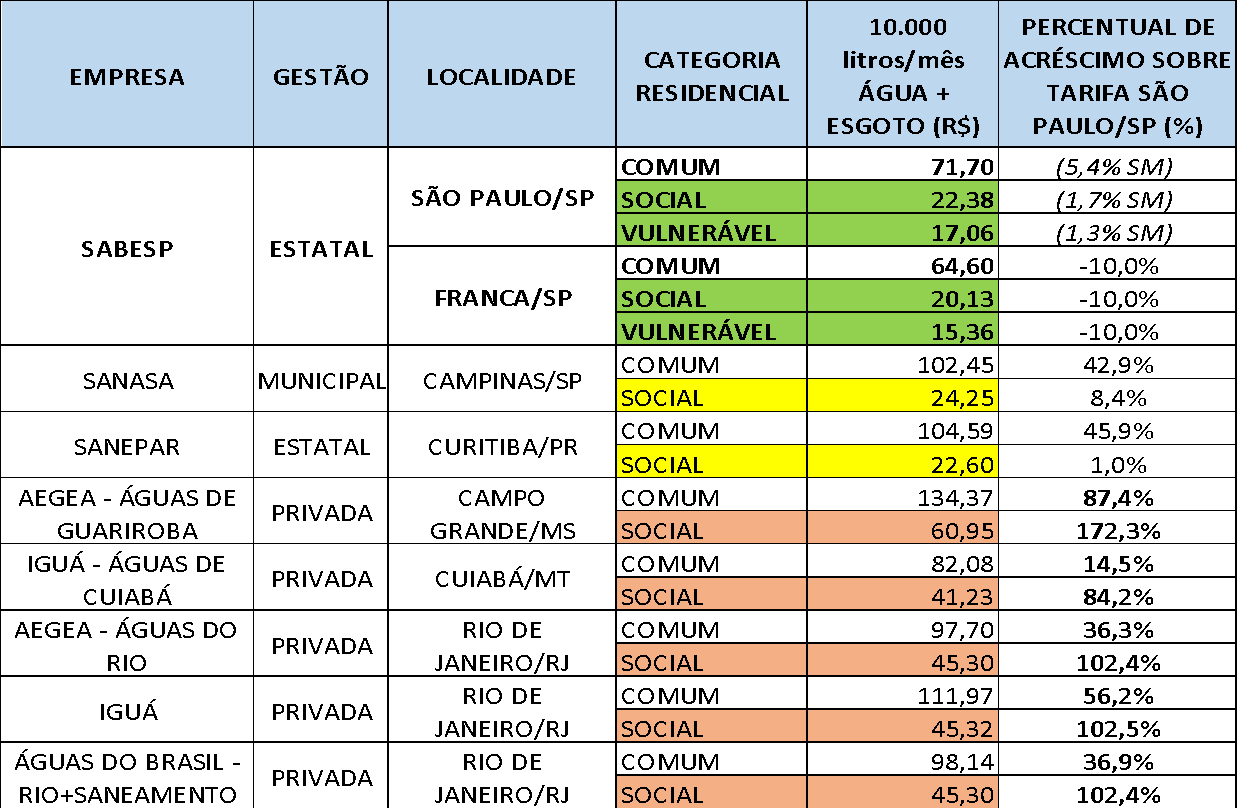 EMPRESA
GESTÃO
LOCALIDADE
CATEGORIA
RESIDENCIAL
10.000
litros/mês
ÁGUA +
ESGOTO (R$)
PERCENTUAL DE
ACRÉSCIMO SOBRE
TARIFA SÃO
PAULO/SP (%)
SABESP
ESTATAL
SÃO PAULO/SP
COMUM 71,70 (5,4% SM)
SOCIAL 22,38 (1,7% SM)
VULNERÁVEL 17,06 (1,3% SM)
FRANCA/SP
COMUM 64,60 -10,0%
SOCIAL 20,13 -10,0%
VULNERÁVEL 15,36 -10,0%
SANASA
MUNICIPAL
CAMPINAS/SP
COMUM 102,45 42,9%
SOCIAL 24,25 8,4%
SANEPAR
ESTATAL
CURITIBA/PR
COMUM 104,59 45,9%
SOCIAL 22,60 1,0%
AEGEA - ÁGUAS DE
GUARIROBA
PRIVADA
CAMPO
GRANDE/MS
COMUM 134,37 87,4%
SOCIAL 60,95 172,3%
IGUÁ - ÁGUAS DE
CUIABÁ
PRIVADA
CUIABÁ/MT
COMUM 82,08 14,5%
SOCIAL 41,23 84,2%
AEGEA - ÁGUAS DO
RIO
PRIVADA
RIO DE
JANEIRO/RJ
COMUM 97,70 36,3%
SOCIAL 45,30 102,4%
IGUÁ
PRIVADA
RIO DE
JANEIRO/RJ
COMUM 111,97 56,2%
SOCIAL 45,32 102,5%
ÁGUAS DO BRASIL -
RIO+SANEAMENTO
PRIVADA
RIO DE
JANEIRO/RJ
COMUM 98,14 36,9%
SOCIAL 45,30 102,4%